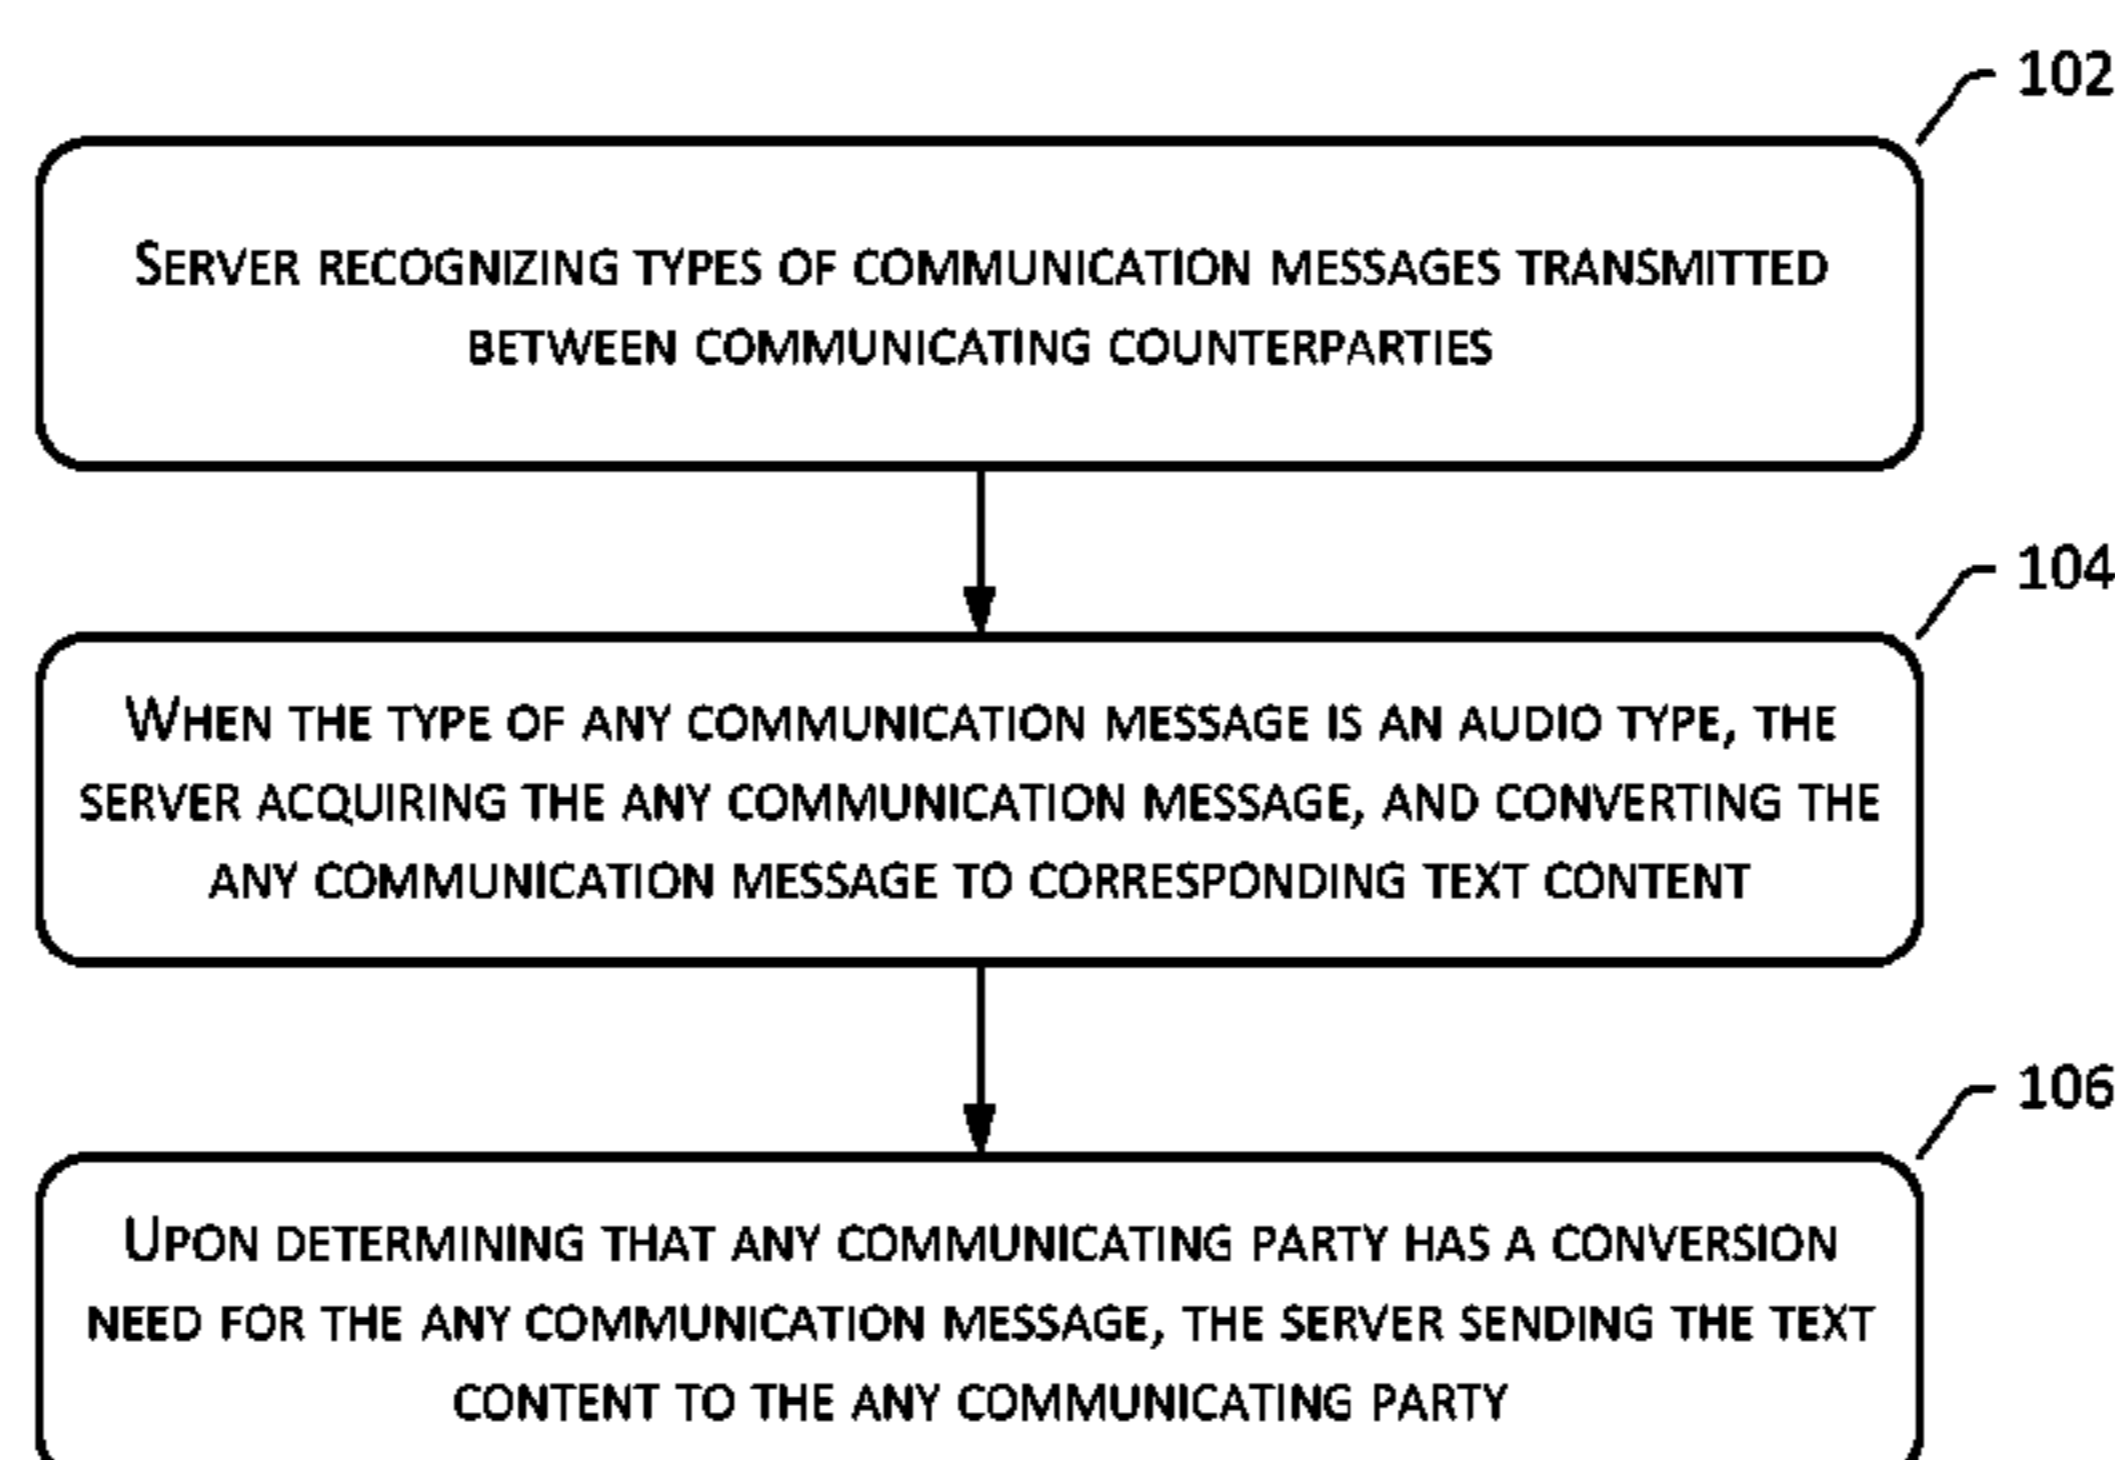 102
SERVER RECOGNIZING TYPES OF COMMUNICATION MESSAGES TRANSMITTED
BETWEEN COMMUNICATING COUNTERPARTIES
104
WHEN THE TYPE OF ANY COMMUNICATION MESSAGE IS AN AUDIO TYPE, THE
SERVER ACQUIRING THE ANY COMMUNICATION MESSAGE, AND CONVERTING THE
ANY COMMUNICATION MESSAGE TO CORRESPONDING TEXT CONTENT
106
UPON DETERMINING THAT ANY COMMUNICATING PARTY HAS A CONVERSION
NEED FOR THE ANY COMMUNICATION MESSAGE, THE SERVER SENDING THE TEXT
CONTENT TO THE ANY COMMUNICATING PARTY